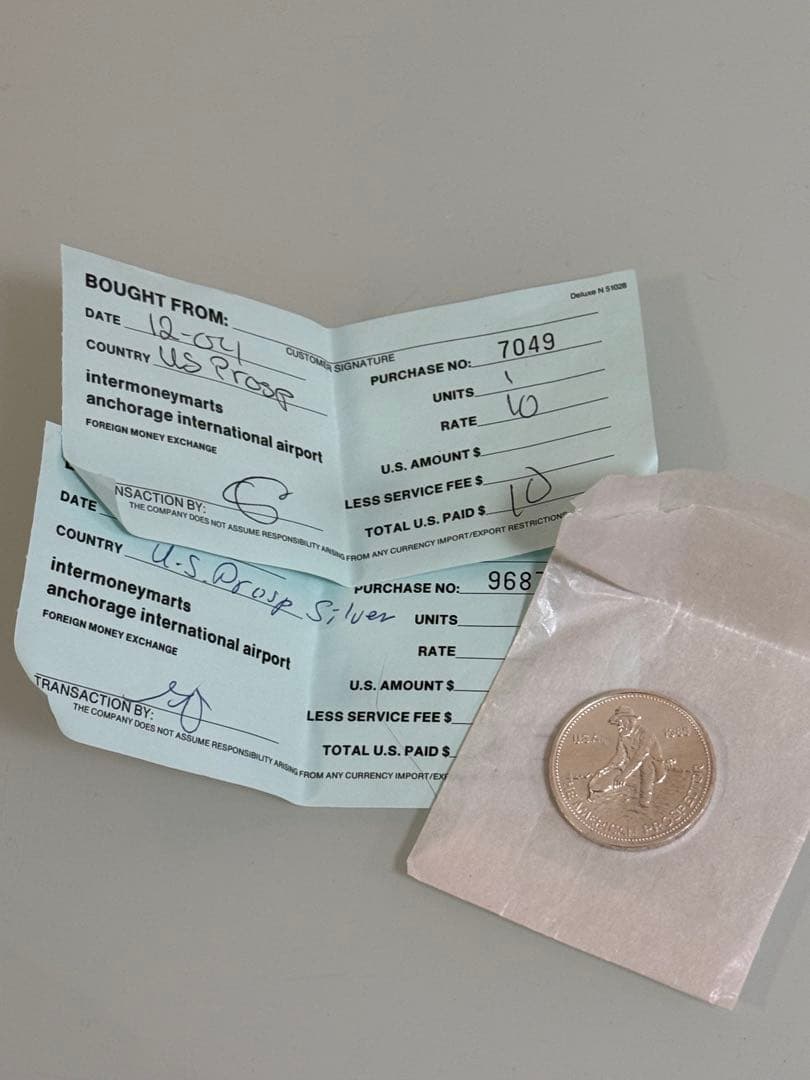 Deluxe N 51028
BOUGHT FROM:
CUSTOMER SIGNATURE
DATE 12-04
COUNTRY US Prosp
intermoneymarts
anchorage international airport
FOREIGN MONEY EXCHANGE
NSACTION BY:
THE COMPANY DOES NOT ASSUME RESPONSIBILITY ARISING FROM ANY CURRENCY IMPORT/EXPORT RESTRICTION
PURCHASE NO: 7049
UNITS 1
RATE 10
U.S. AMOUNT $
LESS SERVICE FEE $
TOTAL U.S. PAID $ 10
DATE
COUNTRY U.S. Prosp Silver
intermoneymarts
anchorage international airport
FOREIGN MONEY EXCHANGE
TRANSACTION BY:
THE COMPANY DOES NOT ASSUME RESPONSIBILITY ARISING FROM ANY CURRENCY IMPORT/EX
PURCHASE NO: 968
UNITS
RATE
U.S. AMOUNT $
LESS SERVICE FEE $
TOTAL U.S. PAID $
U.S.A.
THE AMERICAN PROSPECTOR